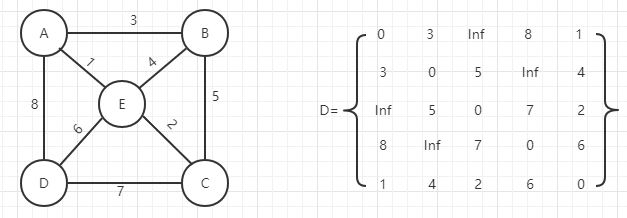 A 3 B
1 4
8 E 5
6 2
D 7 C
D=
0 3 Inf 8 1
3 0 5 Inf 4
Inf 5 0 7 2
8 Inf 7 0 6
1 4 2 6 0